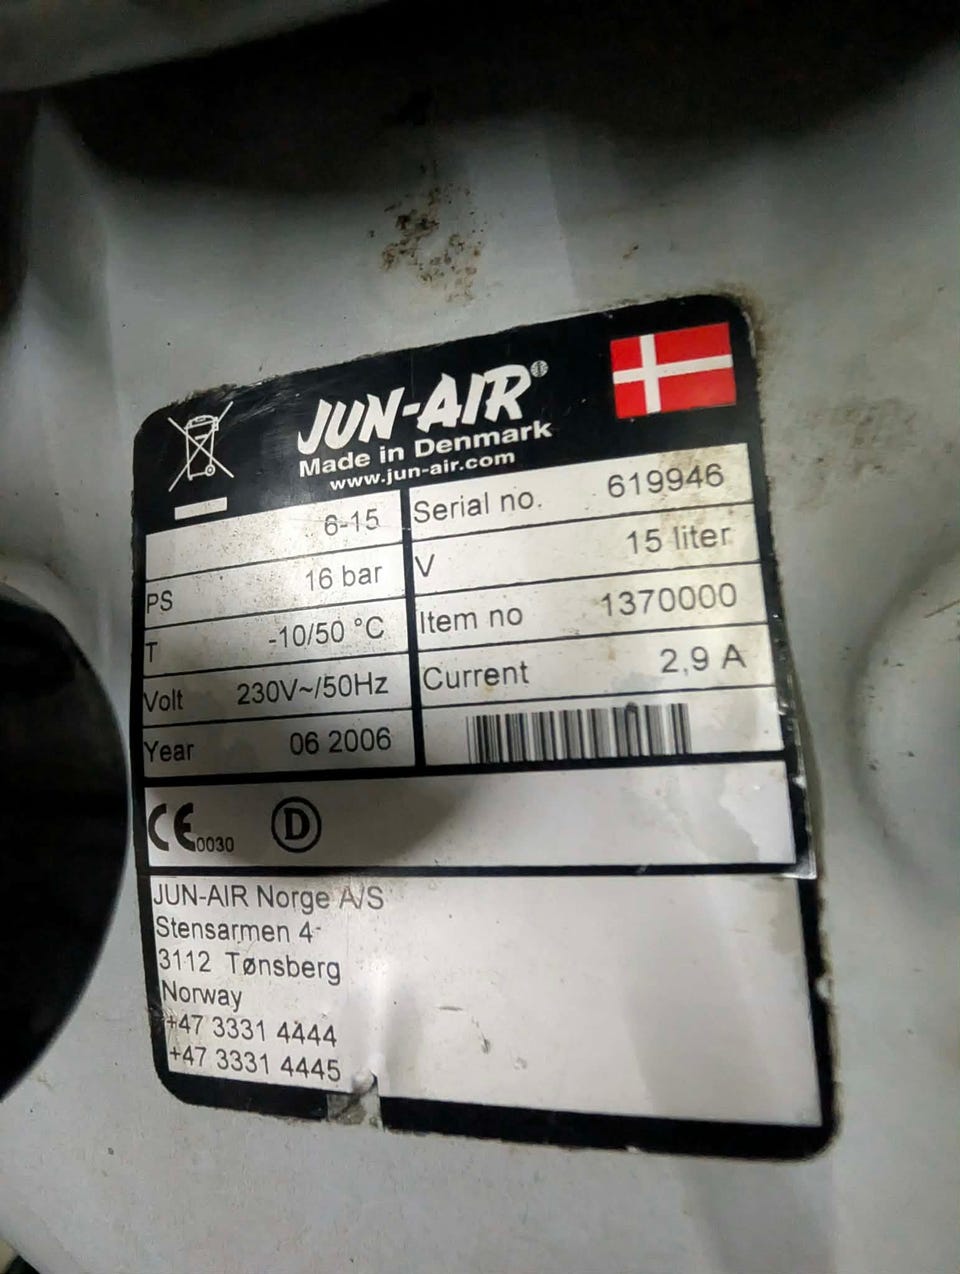 JUN-AIR®
Made in Denmark
www.jun-air.com
6-15
Serial no. 619946
PS 16 bar
V 15 liter
T -10/50 °C
Item no 1370000
Volt 230V~/50Hz
Current 2,9 A
Year 06 2006
CE 0030 D
JUN-AIR Norge A/S
Stensarmen 4
3112 Tønsberg
Norway
+47 3331 4444
+47 3331 4445